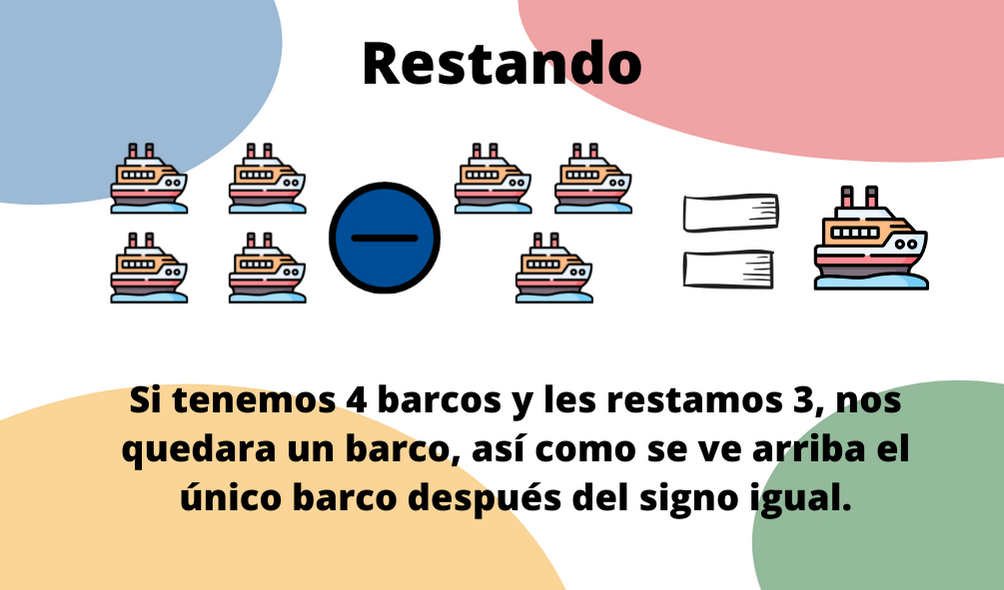 Restando
Si tenemos 4 barcos y les restamos 3, nos
quedara un barco, así como se ve arriba el
único barco después del signo igual.